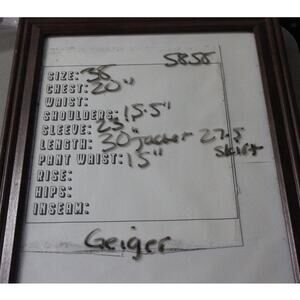 5858
SIZE: 38
CHEST: 20"
WAIST:
SHOULDERS: 15.5"
SLEEVE: 23
LENGTH: 30" jacket 27.5 skirt
PANT WAIST: 15"
RISE:
HIPS:
INSEAM:
Geiger